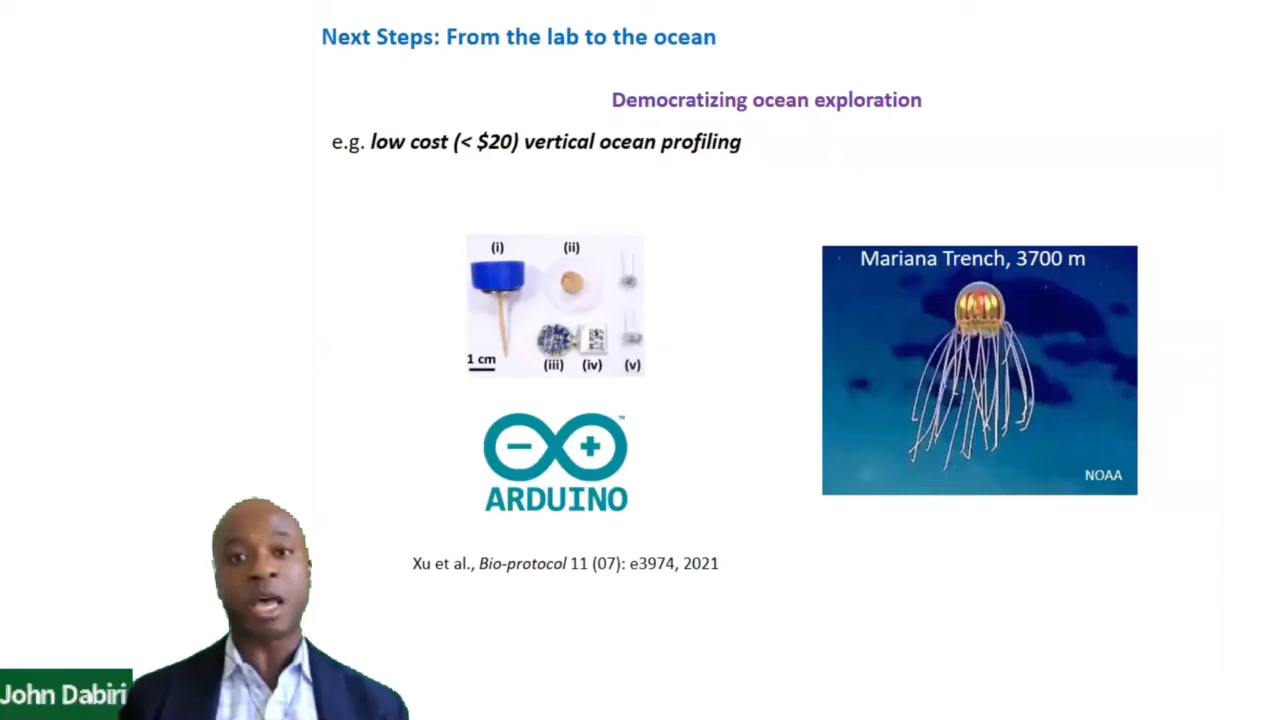 Next Steps: From the lab to the ocean
Democratizing ocean exploration
e.g. low cost (< $20) vertical ocean profiling
(i) (ii)
1 cm
(iii) (iv) (v)
Mariana Trench, 3700 m
NOAA
ARDUINO
TM
Xu et al., Bio-protocol 11 (07): e3974, 2021
John Dabiri